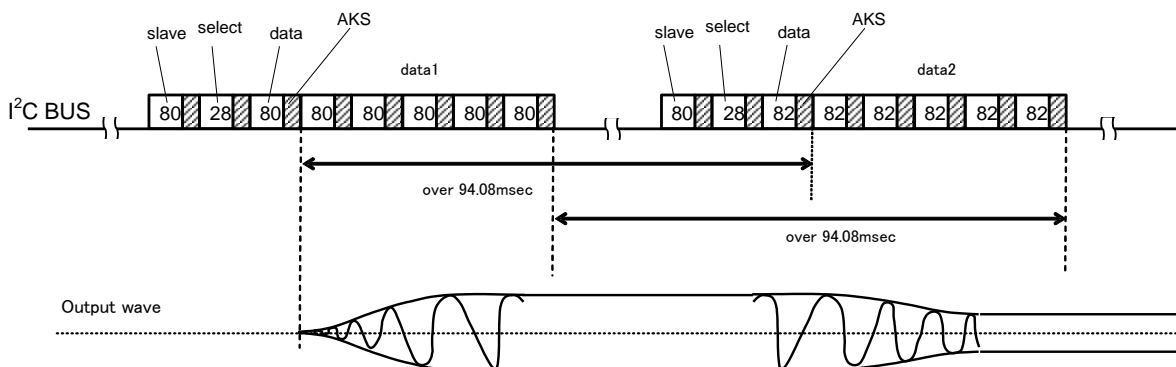 slave select data AKS slave select data AKS
data1 data2
I²C BUS 80 28 80 80 80 80 80 80 80 28 82 82 82 82 82 82
over 94.08msec
over 94.08msec
Output wave